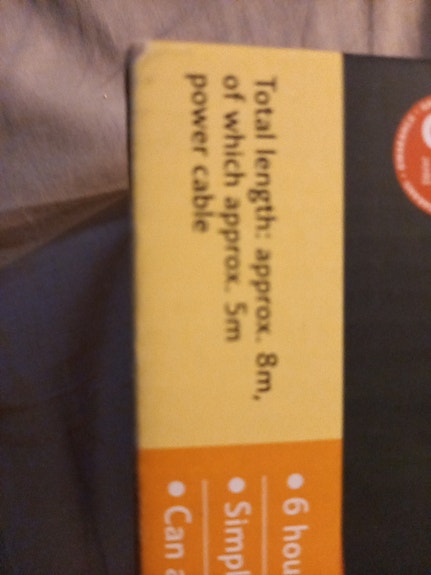 Total length: approx. 8m,
of which approx. 5m
power cable
• 6 hou
• Simpl
• Can a